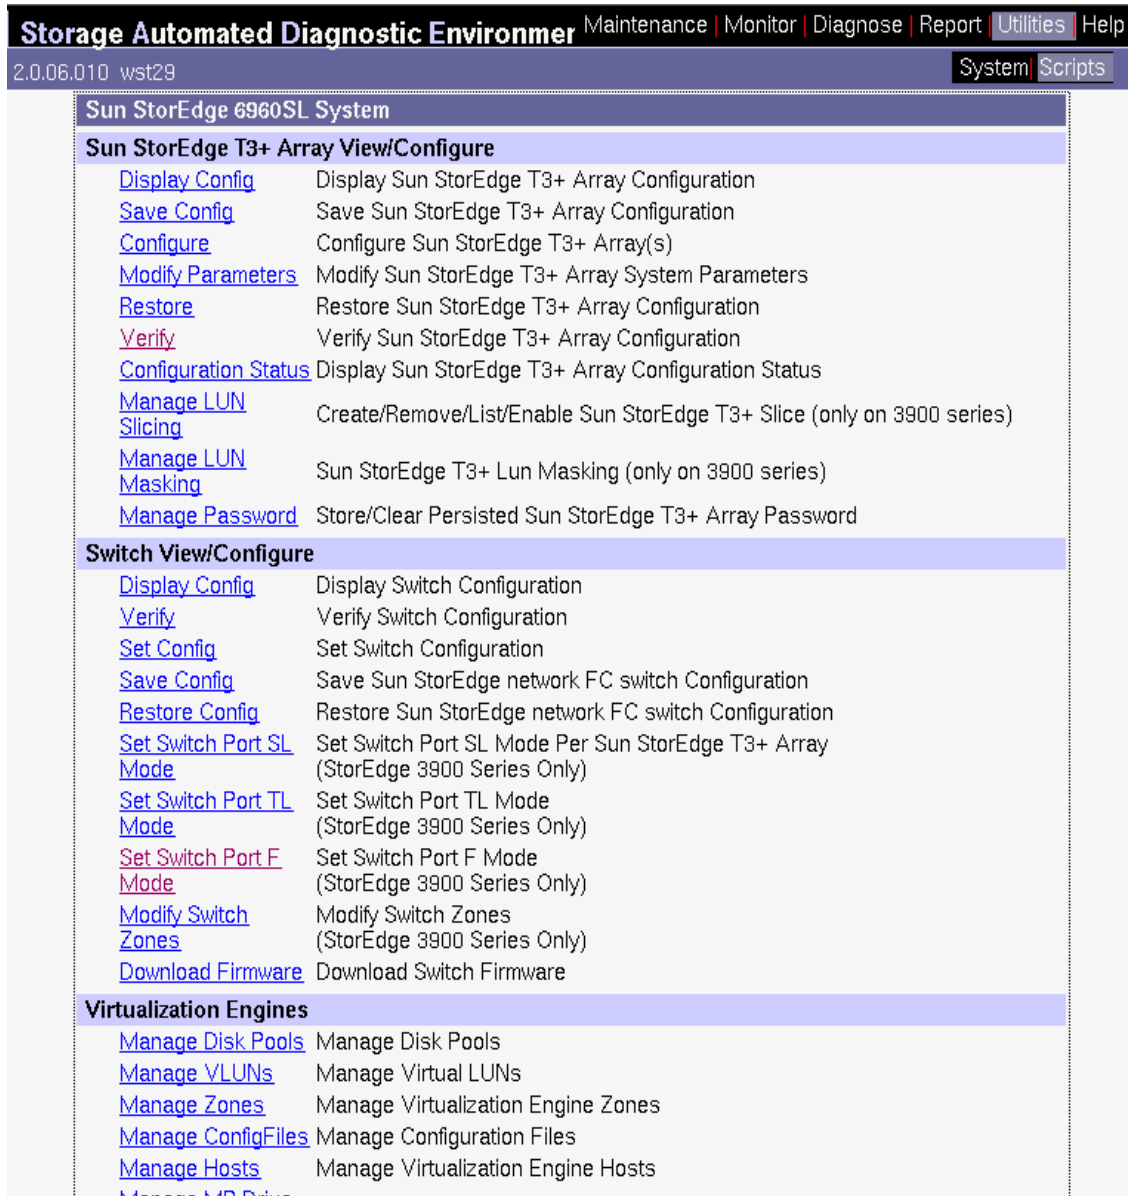 Storage Automated Diagnostic Environmer Maintenance | Monitor | Diagnose | Report | Utilities | Help
2.0.06.010 wst29 System | Scripts
Sun StorEdge 6960SL System
Sun StorEdge T3+ Array View/Configure
Display Config Display Sun StorEdge T3+ Array Configuration
Save Config Save Sun StorEdge T3+ Array Configuration
Configure Configure Sun StorEdge T3+ Array(s)
Modify Parameters Modify Sun StorEdge T3+ Array System Parameters
Restore Restore Sun StorEdge T3+ Array Configuration
Verify Verify Sun StorEdge T3+ Array Configuration
Configuration Status Display Sun StorEdge T3+ Array Configuration Status
Manage LUN
Slicing
Create/Remove/List/Enable Sun StorEdge T3+ Slice (only on 3900 series)
Manage LUN
Masking
Sun StorEdge T3+ Lun Masking (only on 3900 series)
Manage Password Store/Clear Persisted Sun StorEdge T3+ Array Password
Switch View/Configure
Display Config Display Switch Configuration
Verify Verify Switch Configuration
Set Config Set Switch Configuration
Save Config Save Sun StorEdge network FC switch Configuration
Restore Config Restore Sun StorEdge network FC switch Configuration
Set Switch Port SL Set Switch Port SL Mode Per Sun StorEdge T3+ Array
Mode (StorEdge 3900 Series Only)
Set Switch Port TL Set Switch Port TL Mode
Mode (StorEdge 3900 Series Only)
Set Switch Port F Set Switch Port F Mode
Mode (StorEdge 3900 Series Only)
Modify Switch Modify Switch Zones
Zones (StorEdge 3900 Series Only)
Download Firmware Download Switch Firmware
Virtualization Engines
Manage Disk Pools Manage Disk Pools
Manage VLUNs Manage Virtual LUNs
Manage Zones Manage Virtualization Engine Zones
Manage ConfigFiles Manage Configuration Files
Manage Hosts Manage Virtualization Engine Hosts